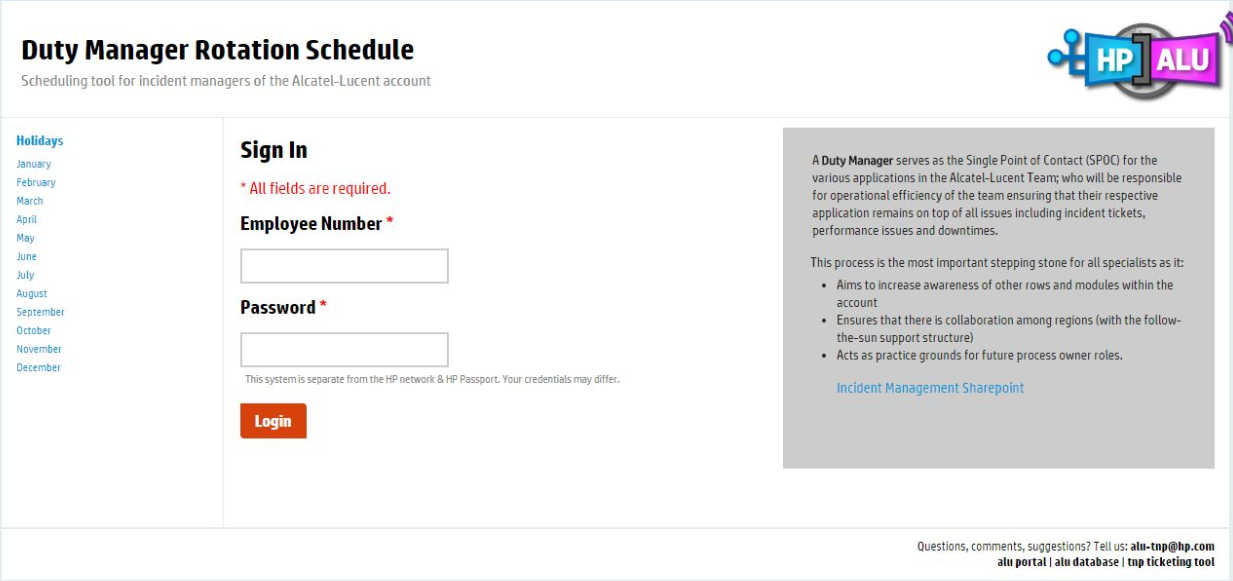 Duty Manager Rotation Schedule
Scheduling tool for incident managers of the Alcatel-Lucent account
HP ALU
Holidays
January
February
March
April
May
June
July
August
September
October
November
December
Sign In
* All fields are required.
Employee Number *
Password *
This system is separate from the HP network & HP Passport. Your credentials may differ.
Login
A Duty Manager serves as the Single Point of Contact (SPOC) for the
various applications in the Alcatel-Lucent Team; who will be responsible
for operational efficiency of the team ensuring that their respective
application remains on top of all issues including incident tickets,
performance issues and downtimes.
This process is the most important stepping stone for all specialists as it:
• Aims to increase awareness of other rows and modules within the
account
• Ensures that there is collaboration among regions (with the follow-
the-sun support structure)
• Acts as practice grounds for future process owner roles.
Incident Management Sharepoint
Questions, comments, suggestions? Tell us: alu-tnp@hp.com
alu portal | alu database | tnp ticketing tool